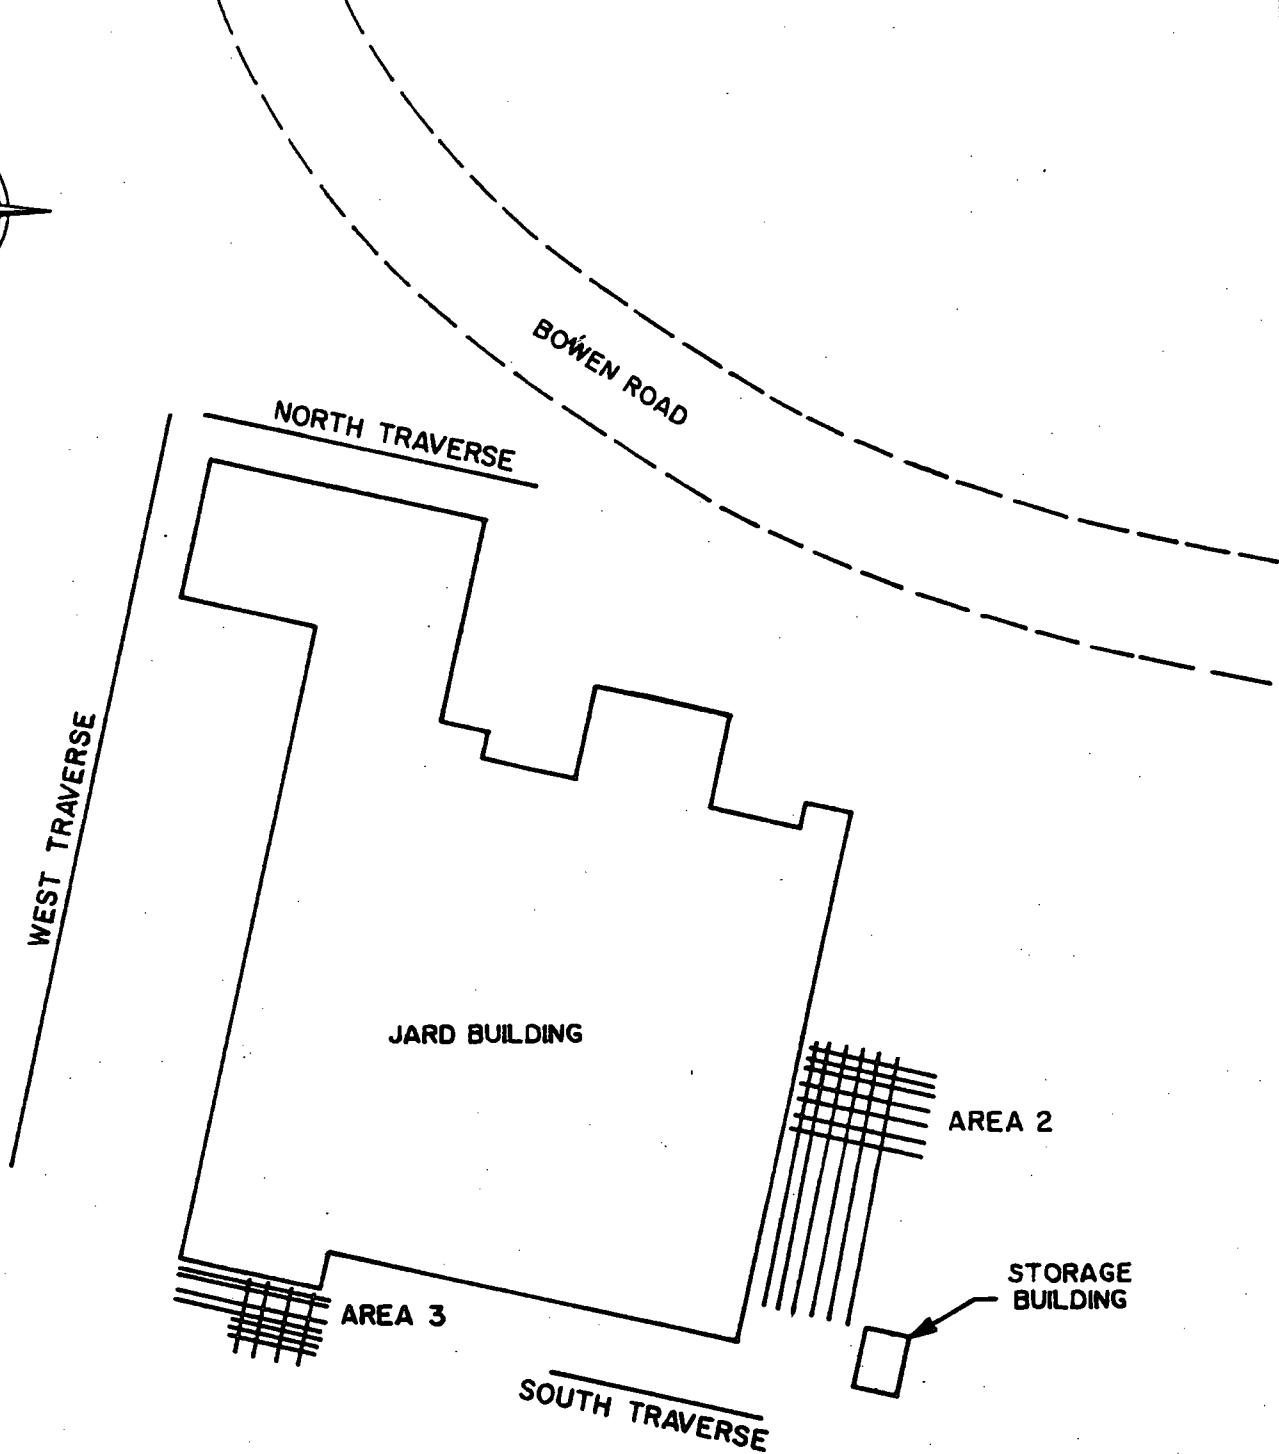 BOWEN ROAD
NORTH TRAVERSE
WEST TRAVERSE
JARD BUILDING
AREA 2
STORAGE
BUILDING
AREA 3
SOUTH TRAVERSE